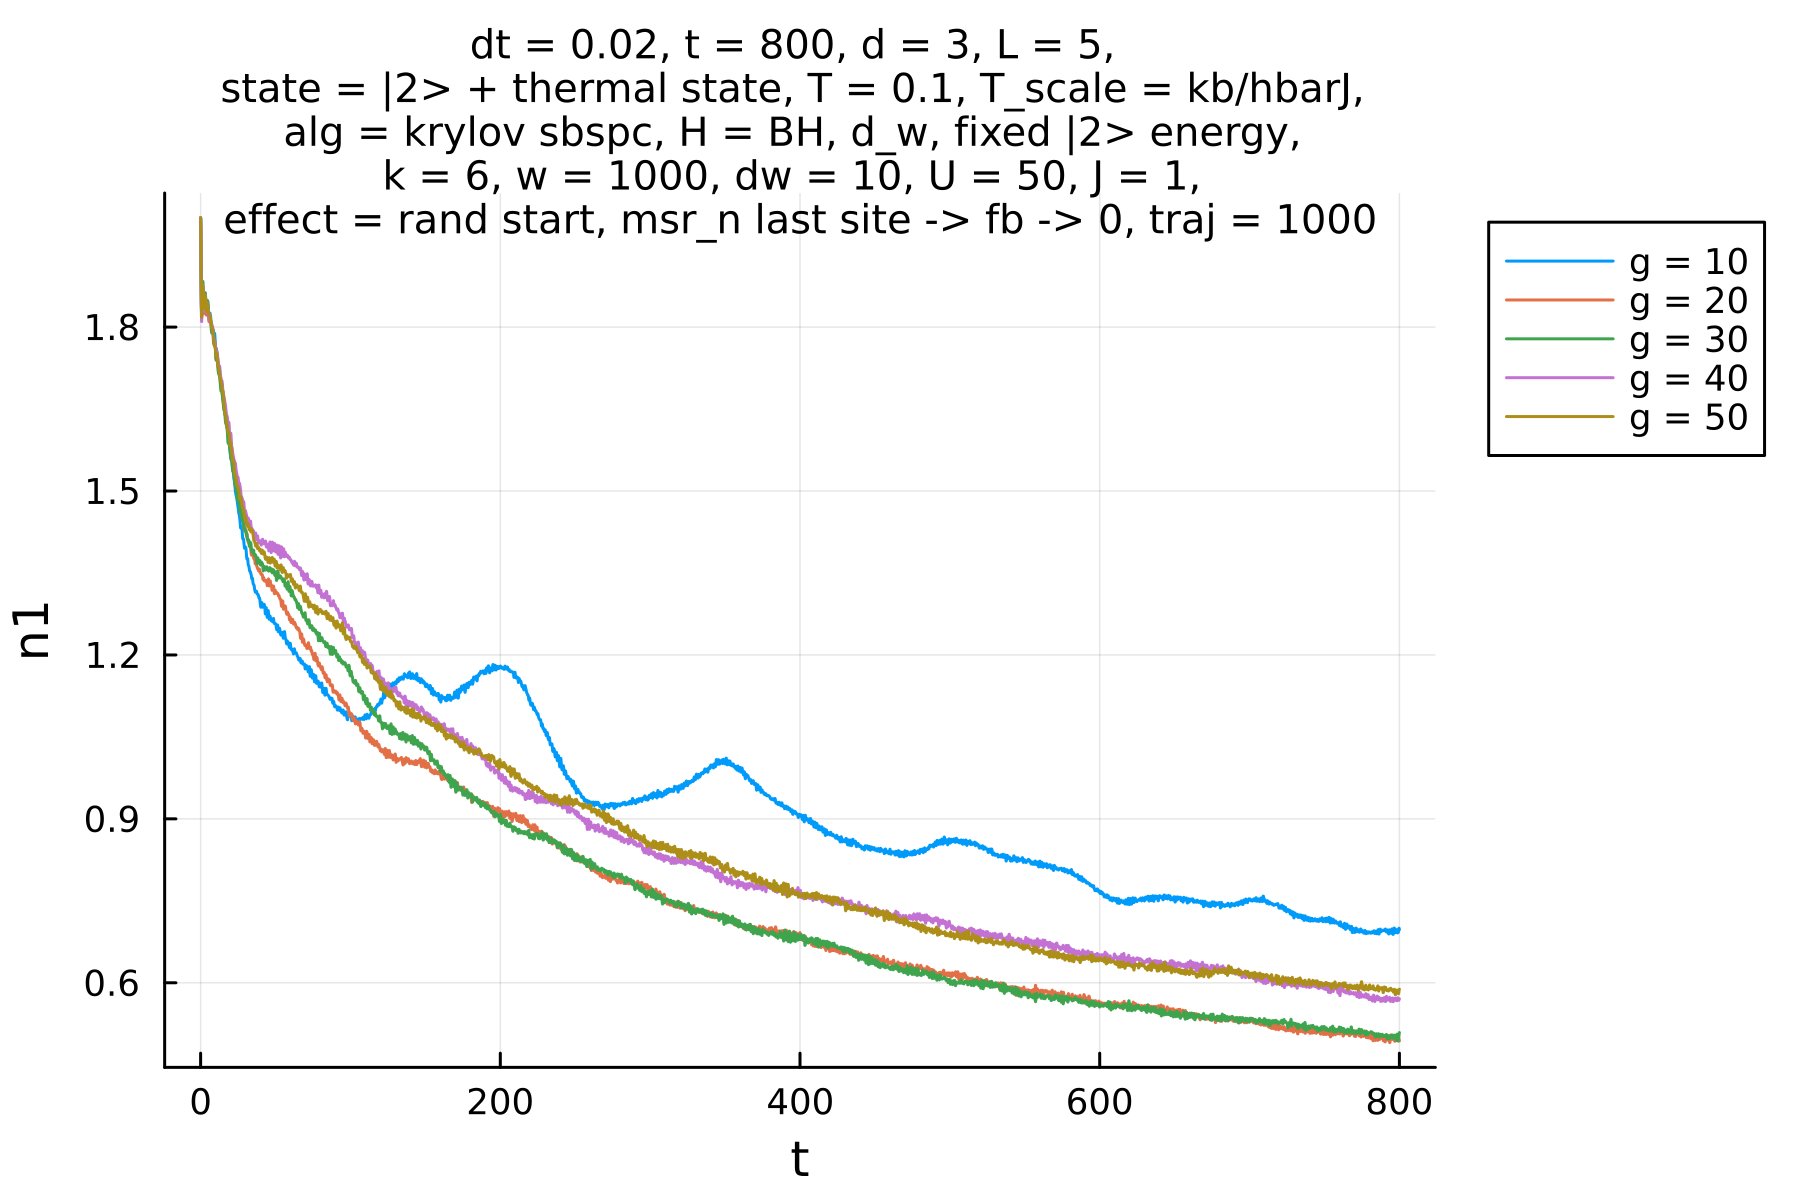 dt = 0.02, t = 800, d = 3, L = 5,
state = |2> + thermal state, T = 0.1, T_scale = kb/hbarJ,
alg = krylov sbspc, H = BH, d_w, fixed |2> energy,
k = 6, w = 1000, dw = 10, U = 50, J = 1,
effect = rand start, msr_n last site -> fb -> 0, traj = 1000
g = 10
g = 20
g = 30
g = 40
g = 50
1.8
1.5
1.2
0.9
0.6
n1
0 200 400 600 800
t